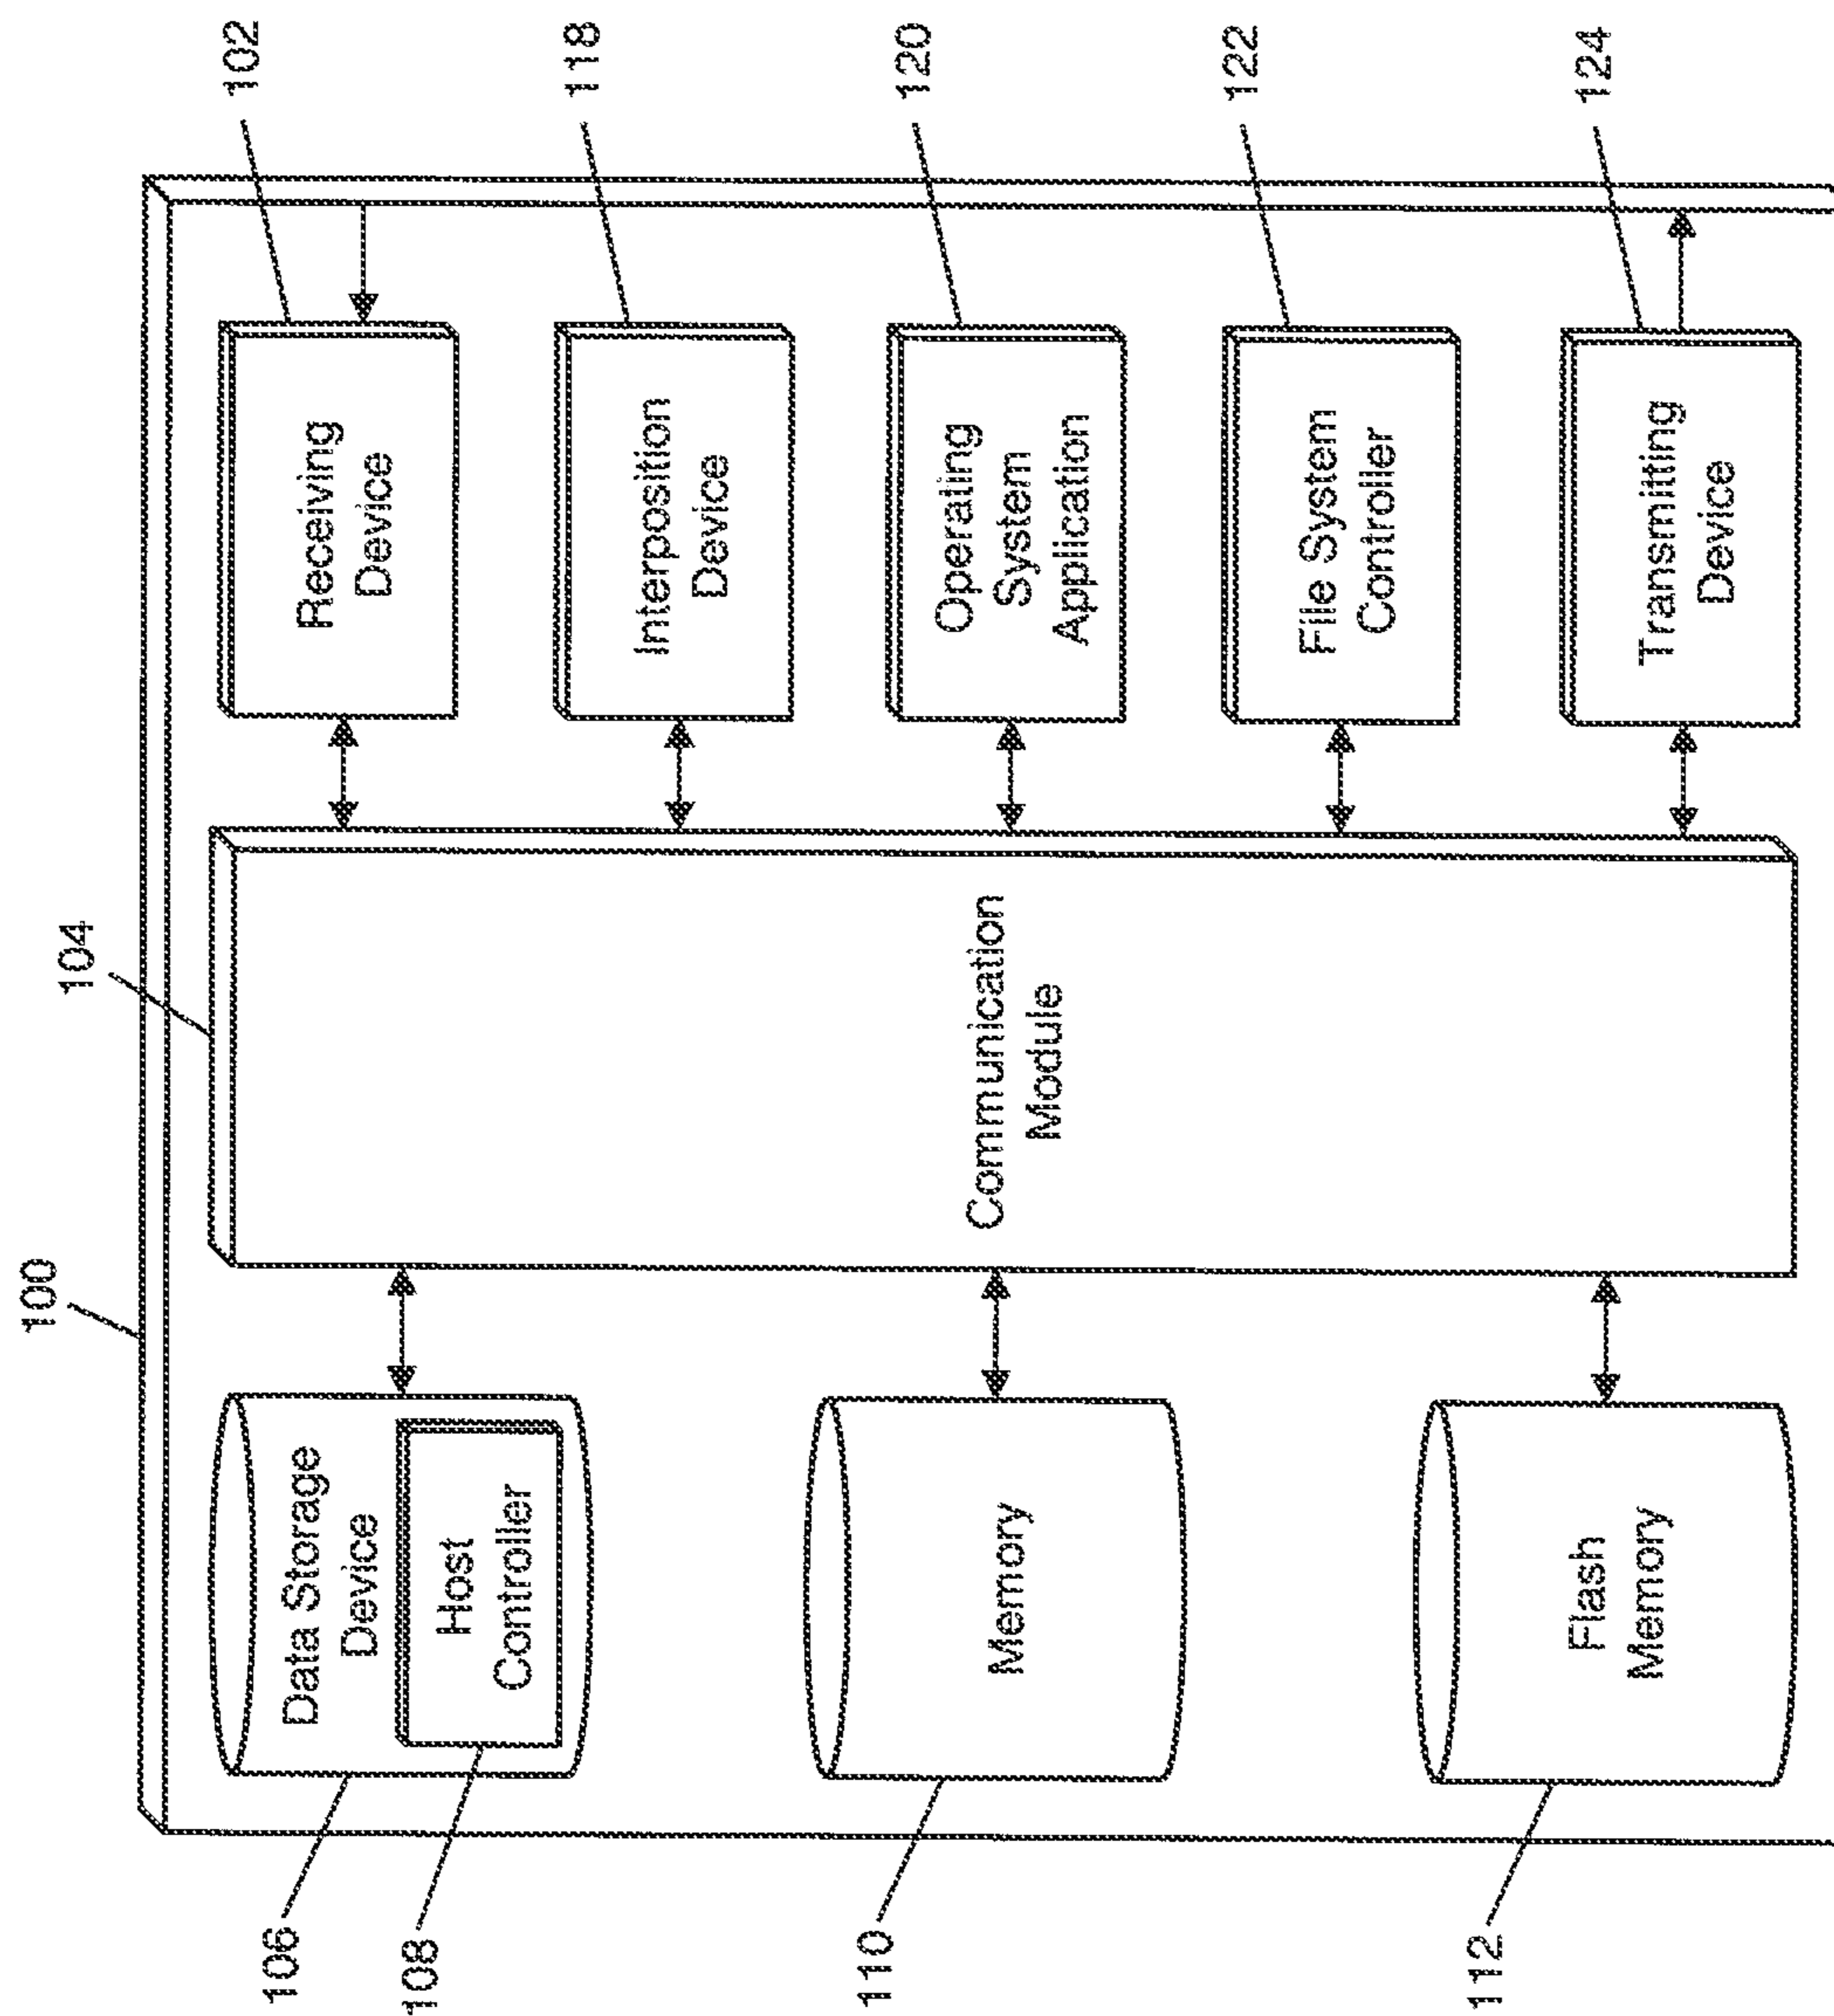 100
104
102
106
Data Storage
Device
Receiving
Device
108
Host
Controller
118
Interposition
Device
110
Memory
Communication
Module
120
Operating
System
Application
122
File System
Controller
112
Flash
Memory
124
Transmitting
Device